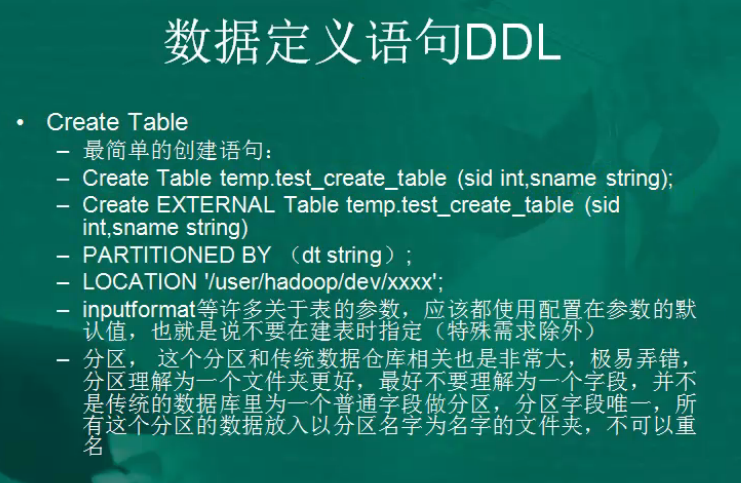 数据定义语句DDL
• Create Table
– 最简单的创建语句：
– Create Table temp.test_create_table (sid int,sname string);
– Create EXTERNAL Table temp.test_create_table (sid
int,sname string)
– PARTITIONED BY （dt string）;
– LOCATION '/user/hadoop/dev/xxxx';
– inputformat等许多关于表的参数，应该都使用配置在参数的默
认值，也就是说不要在建表时指定（特殊需求除外）
– 分区， 这个分区和传统数据仓库相关也是非常大，极易弄错，
分区理解为一个文件夹更好，最好不要理解为一个字段，并不
是传统的数据库里为一个普通字段做分区，分区字段唯一，所
有这个分区的数据放入以分区名字为名字的文件夹，不可以重
名